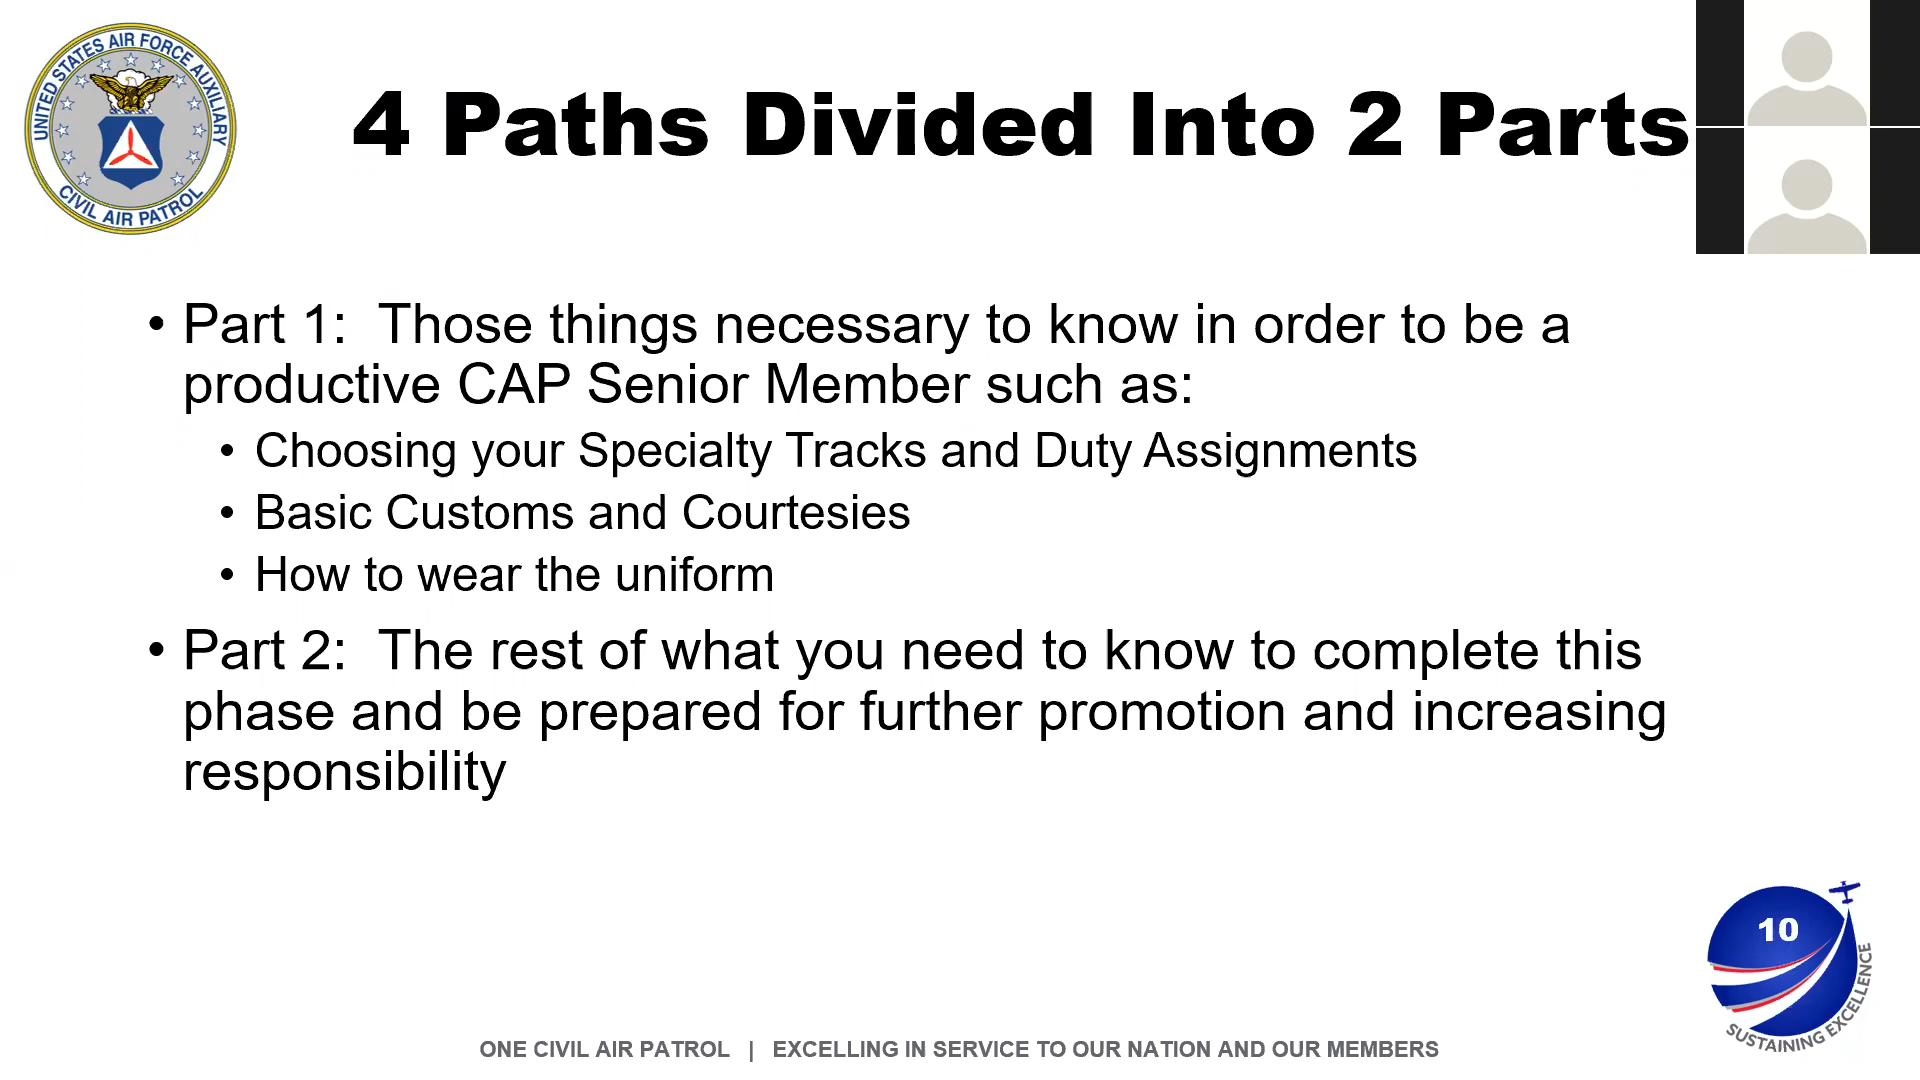 UNITED STATES AIR FORCE AUXILIARY
CIVIL AIR PATROL
4 Paths Divided Into 2 Parts
• Part 1:  Those things necessary to know in order to be a
productive CAP Senior Member such as:
• Choosing your Specialty Tracks and Duty Assignments
• Basic Customs and Courtesies
• How to wear the uniform
• Part 2:  The rest of what you need to know to complete this
phase and be prepared for further promotion and increasing
responsibility
10
SUSTAINING EXCELLENCE
ONE CIVIL AIR PATROL | EXCELLING IN SERVICE TO OUR NATION AND OUR MEMBERS